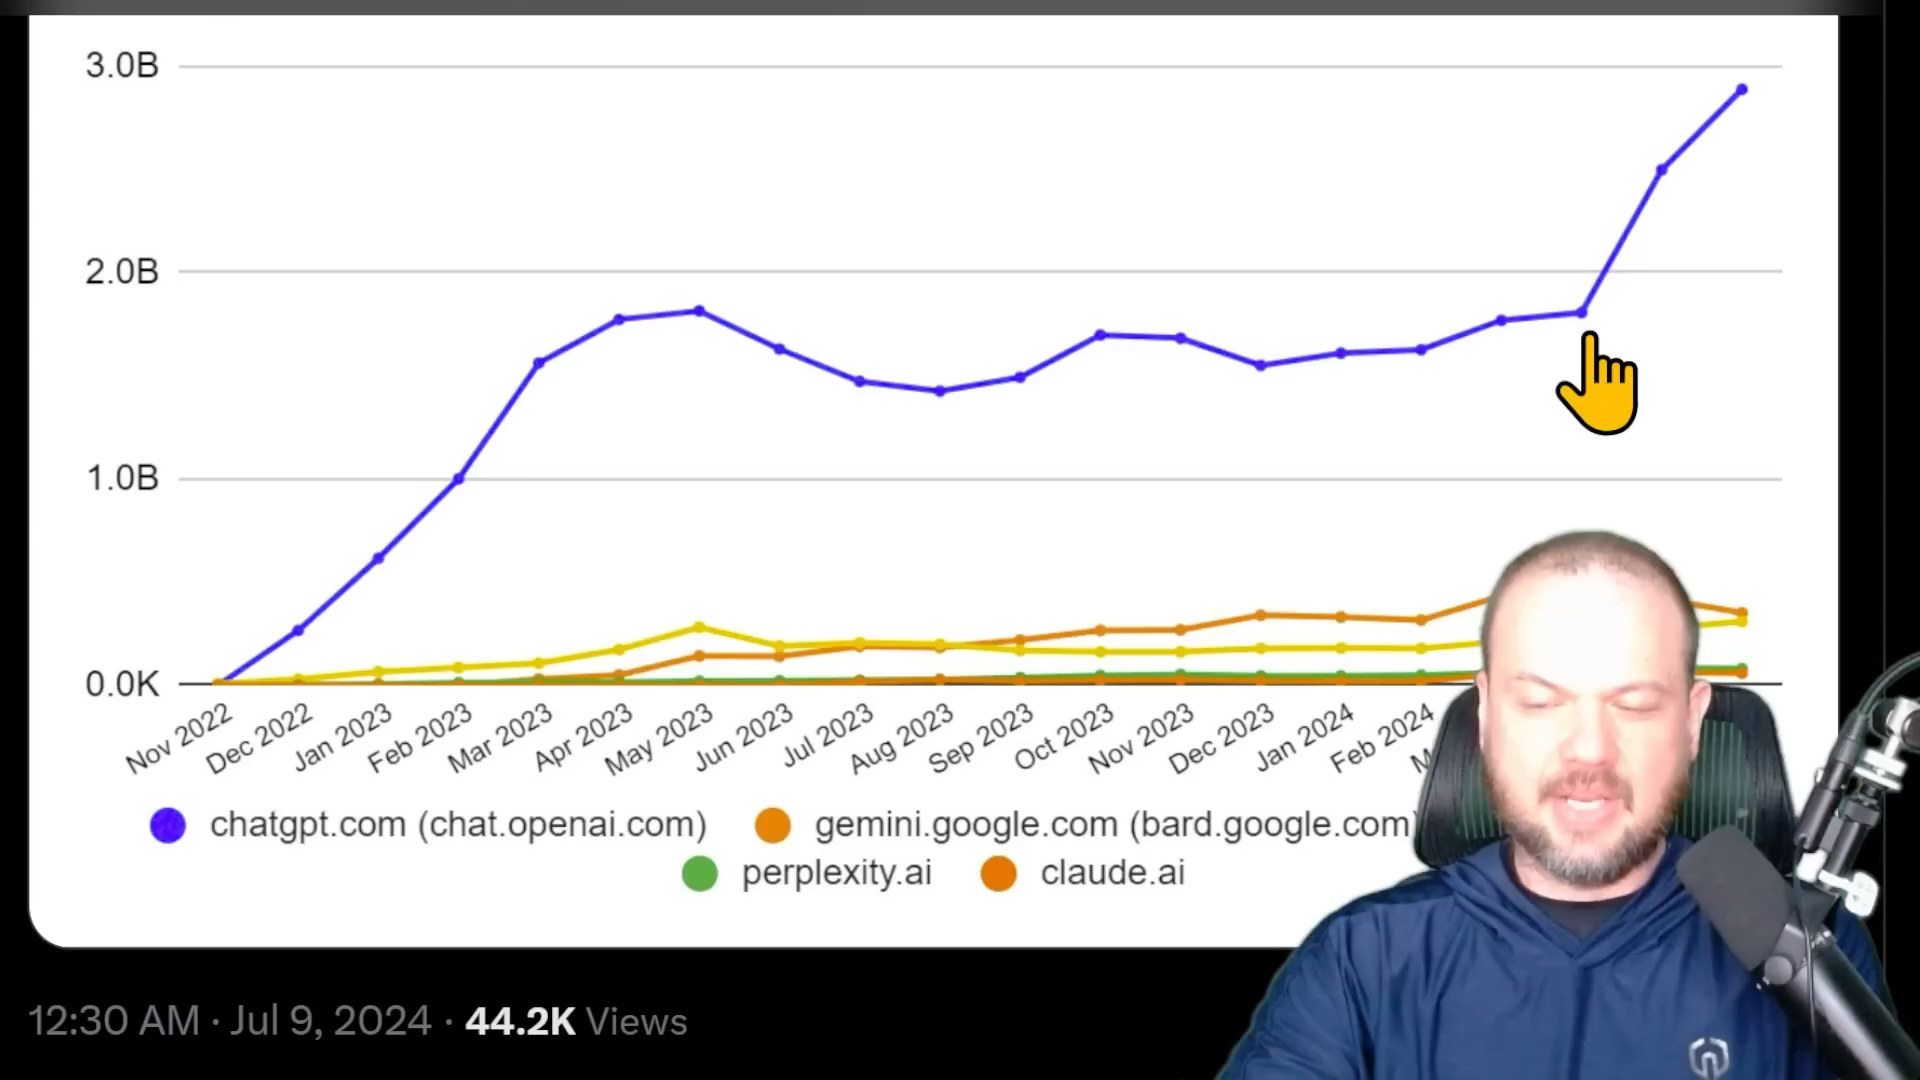 3.0B
2.0B
1.0B
0.0K
Nov 2022
Dec 2022
Jan 2023
Feb 2023
Mar 2023
Apr 2023
May 2023
Jun 2023
Jul 2023
Aug 2023
Sep 2023
Oct 2023
Nov 2023
Dec 2023
Jan 2024
Feb 2024
M
chatgpt.com (chat.openai.com) gemini.google.com (bard.google.com)
perplexity.ai claude.ai
12:30 AM · Jul 9, 2024 · 44.2K Views